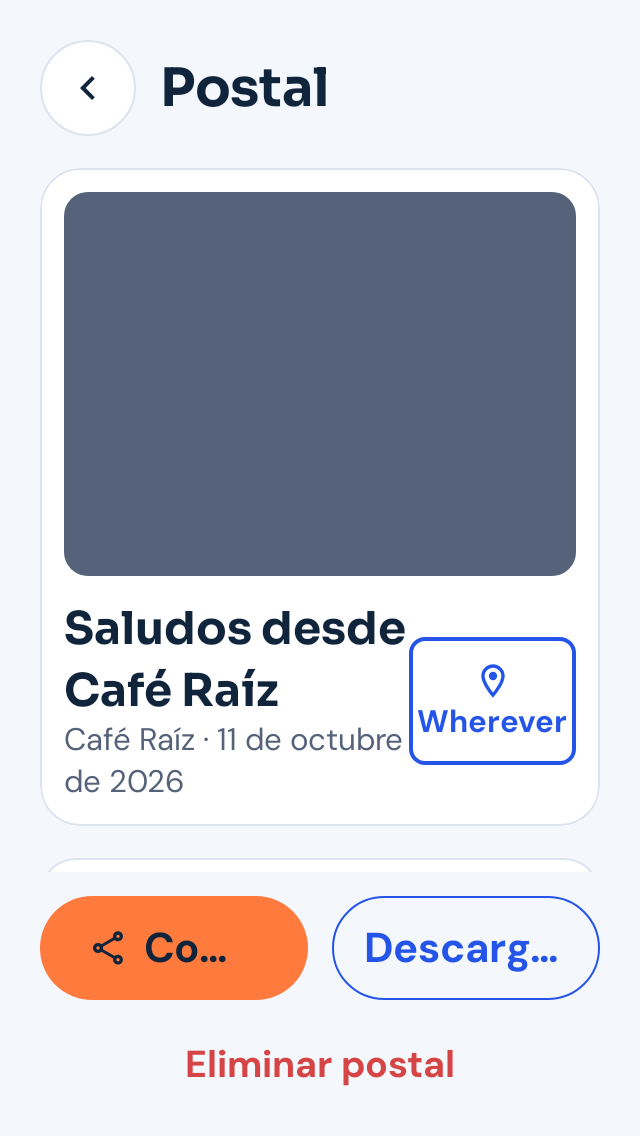 Postal
Saludos desde
Café Raíz
Café Raíz · 11 de octubre
de 2026
Wherever
Co...
Descarg...
Eliminar postal